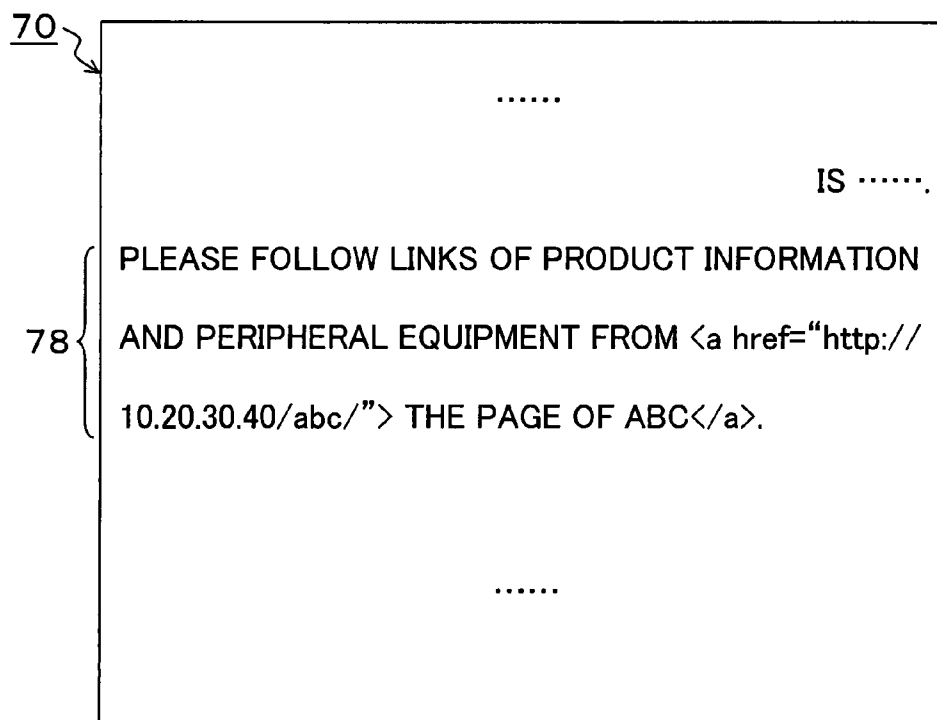 70
......
IS ·······.
78
PLEASE FOLLOW LINKS OF PRODUCT INFORMATION
AND PERIPHERAL EQUIPMENT FROM <a href=“http://
10.20.30.40/abc/”> THE PAGE OF ABC</a>.
......